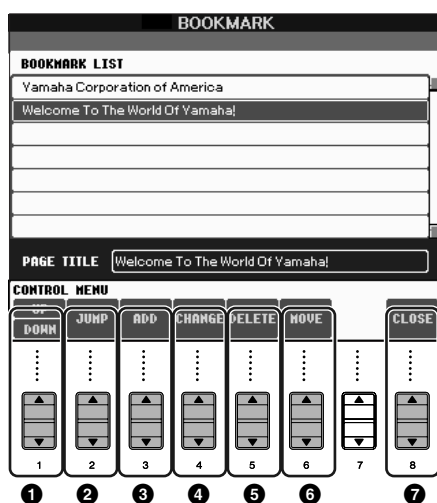 BOOKMARK
BOOKMARK LIST
Yamaha Corporation of America
Welcome To The World Of Yamaha!
PAGE TITLE Welcome To The World Of Yamaha!
CONTROL MENU
UP
DOWN JUMP ADD CHANGE DELETE MOVE CLOSE
1 2 3 4 5 6 7 8
1 2 3 4 5 6 7